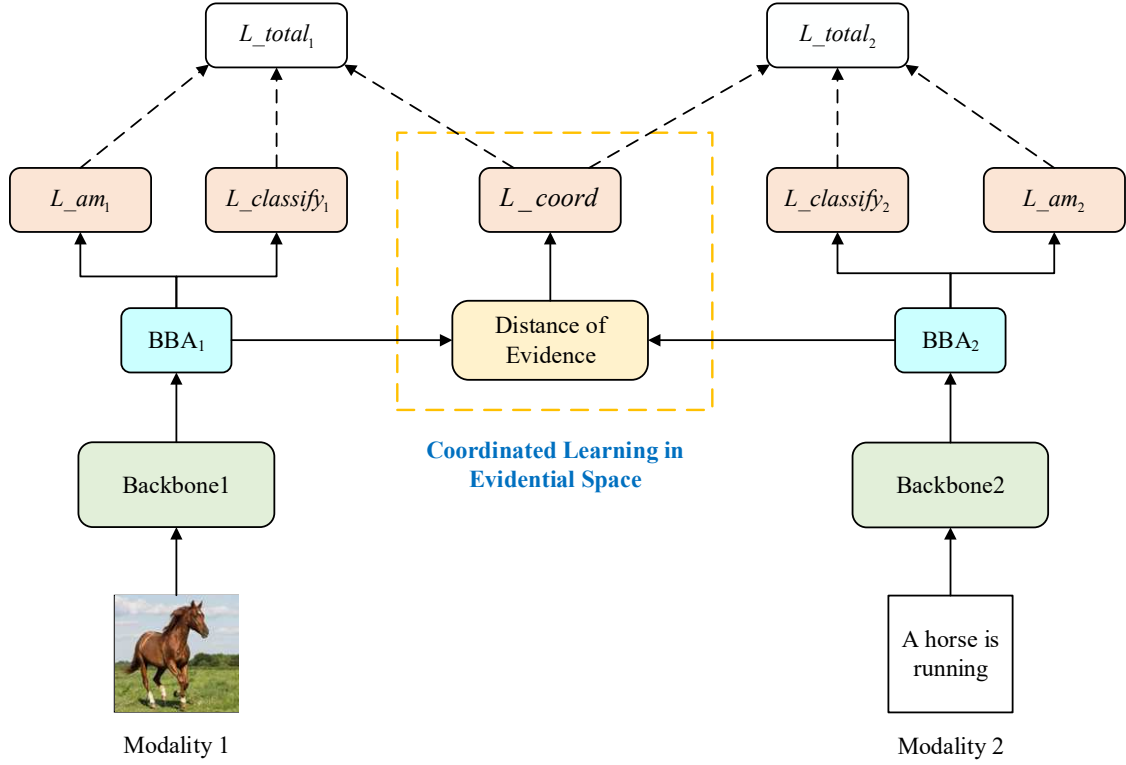 L_total₁
L_total₂
L_am₁
L_classify₁
L_coord
L_classify₂
L_am₂
BBA₁
Distance of
Evidence
BBA₂
Coordinated Learning in
Evidential Space
Backbone1
Backbone2
A horse is
running
Modality 1
Modality 2